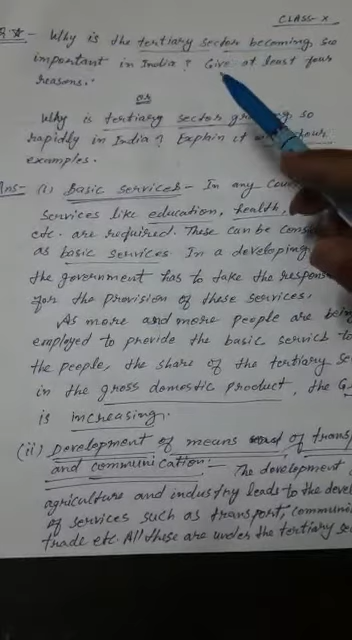 CLASS-X
Why is the tertiary sector becoming so
important in India? Give at least four
reasons.
or
Why is tertiary sector growing so
rapidly in India? Explain it four
examples.
Ans- (i) Basic services- In any
services like education, health,
etc. are required. These can be
as basic services. In a developing
the government has to take the
for the provision of these services.
As more and more people are being
employed to provide the basic service to
the people, the share of the tertiary
in the gross domestic product, the G
is increasing.
(ii) Development of means of
and communication:- The development
agriculture and industry leads to the
of services such as transport,
trade etc. All these are under the tertiary